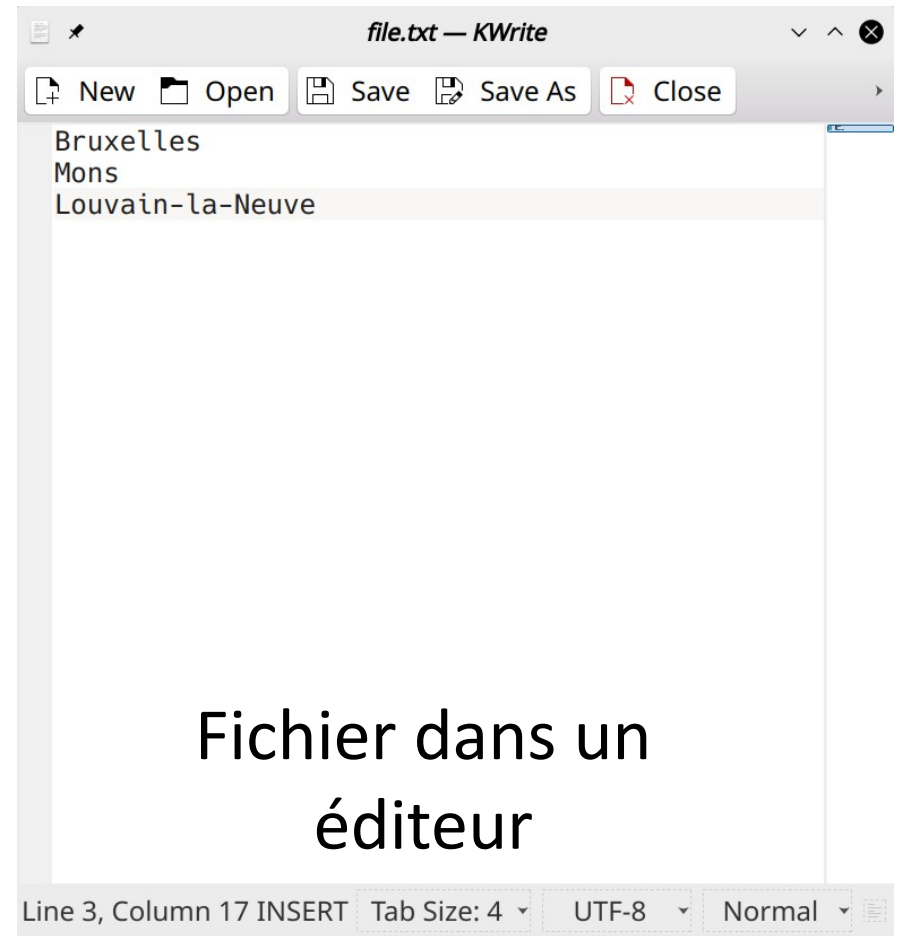 file.txt — KWrite
New Open Save Save As Close
Bruxelles
Mons
Louvain-la-Neuve
Fichier dans un
éditeur
Line 3, Column 17 INSERT Tab Size: 4 UTF-8 Normal